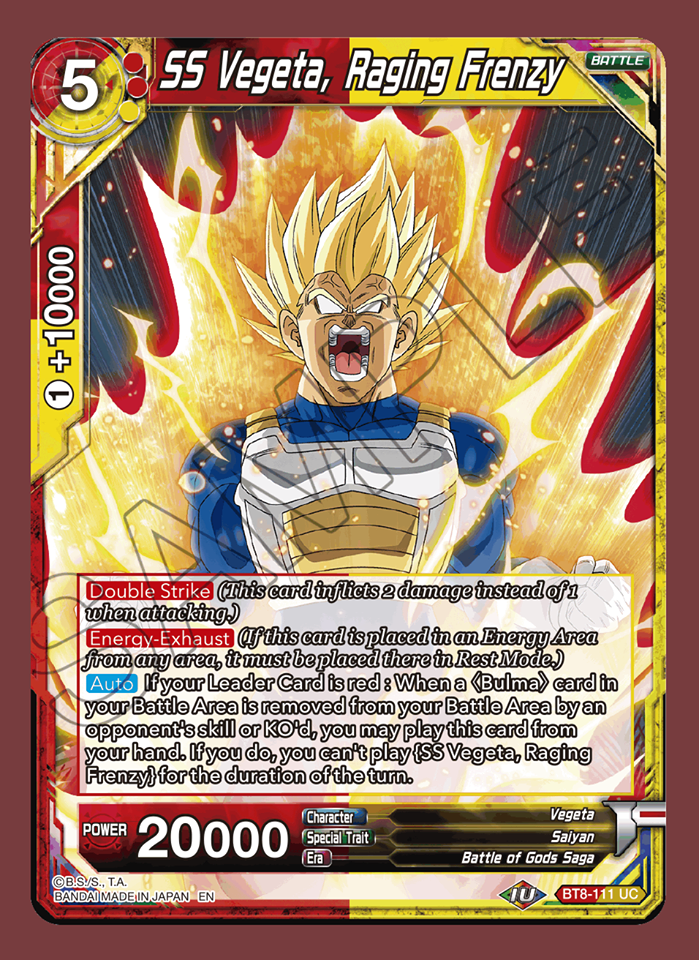 5
SS Vegeta, Raging Frenzy
BATTLE
1 +10000
SAMPLE
Double Strike (This card inflicts 2 damage instead of 1
when attacking.)
Energy-Exhaust (If this card is placed in an Energy Area
from any area, it must be placed there in Rest Mode.)
Auto If your Leader Card is red : When a 《Bulma》 card in
your Battle Area is removed from your Battle Area by an
opponent's skill or KO'd, you may play this card from
your hand. If you do, you can't play {SS Vegeta, Raging
Frenzy} for the duration of the turn.
POWER 20000
Character Vegeta
Special Trait Saiyan
Era Battle of Gods Saga
©B.S./S., T.A.
BANDAI MADE IN JAPAN EN
IU BT8-111 UC